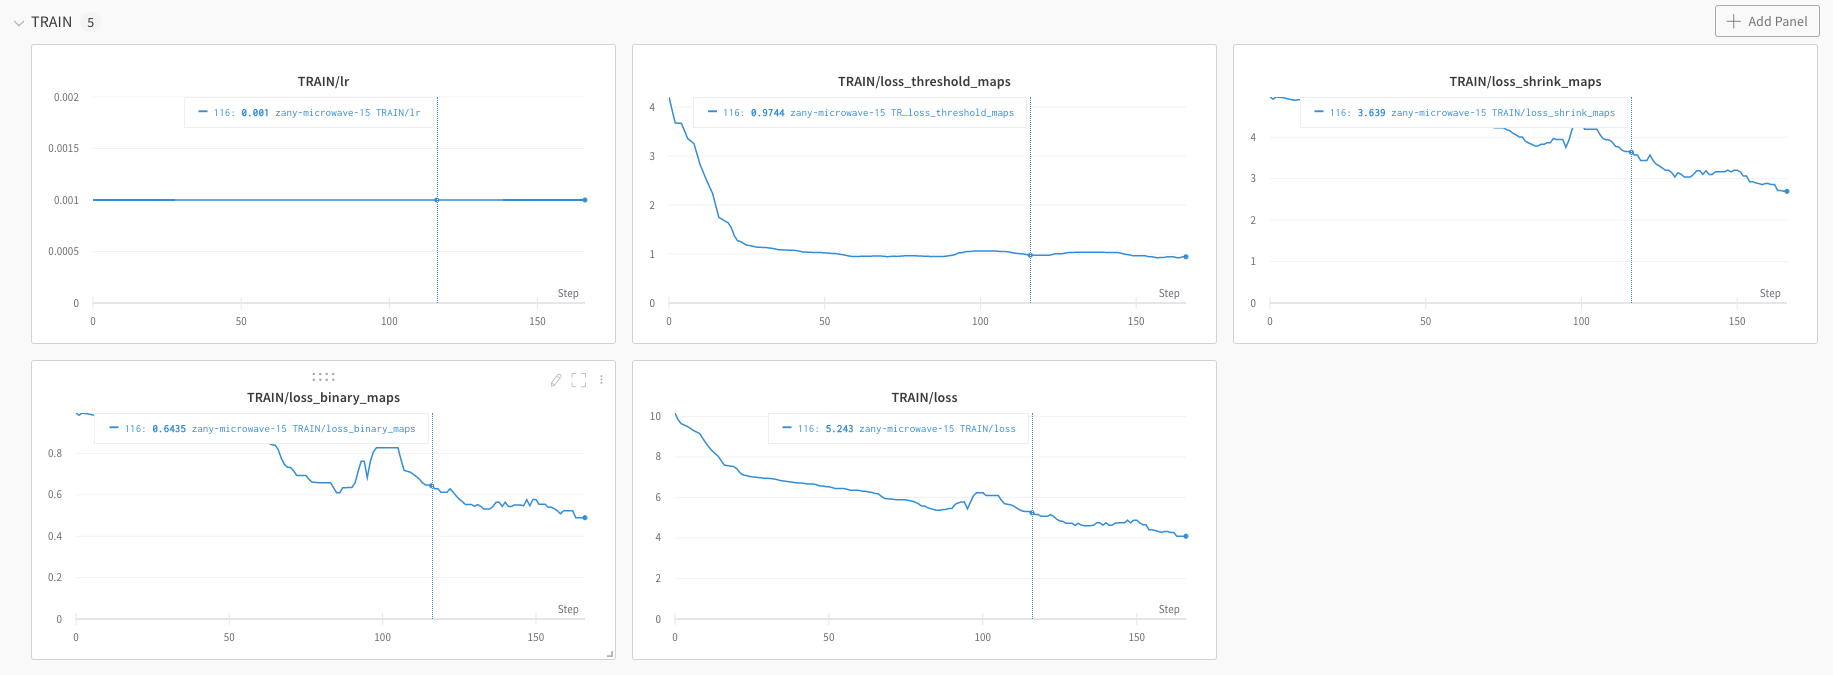 TRAIN 5
Add Panel
TRAIN/lr
116: 0.001 zany-microwave-15 TRAIN/lr
0.002
0.0015
0.001
0.0005
0
Step
0 50 100 150
TRAIN/loss_threshold_maps
116: 0.9744 zany-microwave-15 TR…loss_threshold_maps
4
3
2
1
0
Step
0 50 100 150
TRAIN/loss_shrink_maps
116: 3.639 zany-microwave-15 TRAIN/loss_shrink_maps
4
3
2
1
0
Step
0 50 100 150
TRAIN/loss_binary_maps
116: 0.6435 zany-microwave-15 TRAIN/loss_binary_maps
0.8
0.6
0.4
0.2
0
Step
0 50 100 150
TRAIN/loss
116: 5.243 zany-microwave-15 TRAIN/loss
10
8
6
4
2
0
Step
0 50 100 150